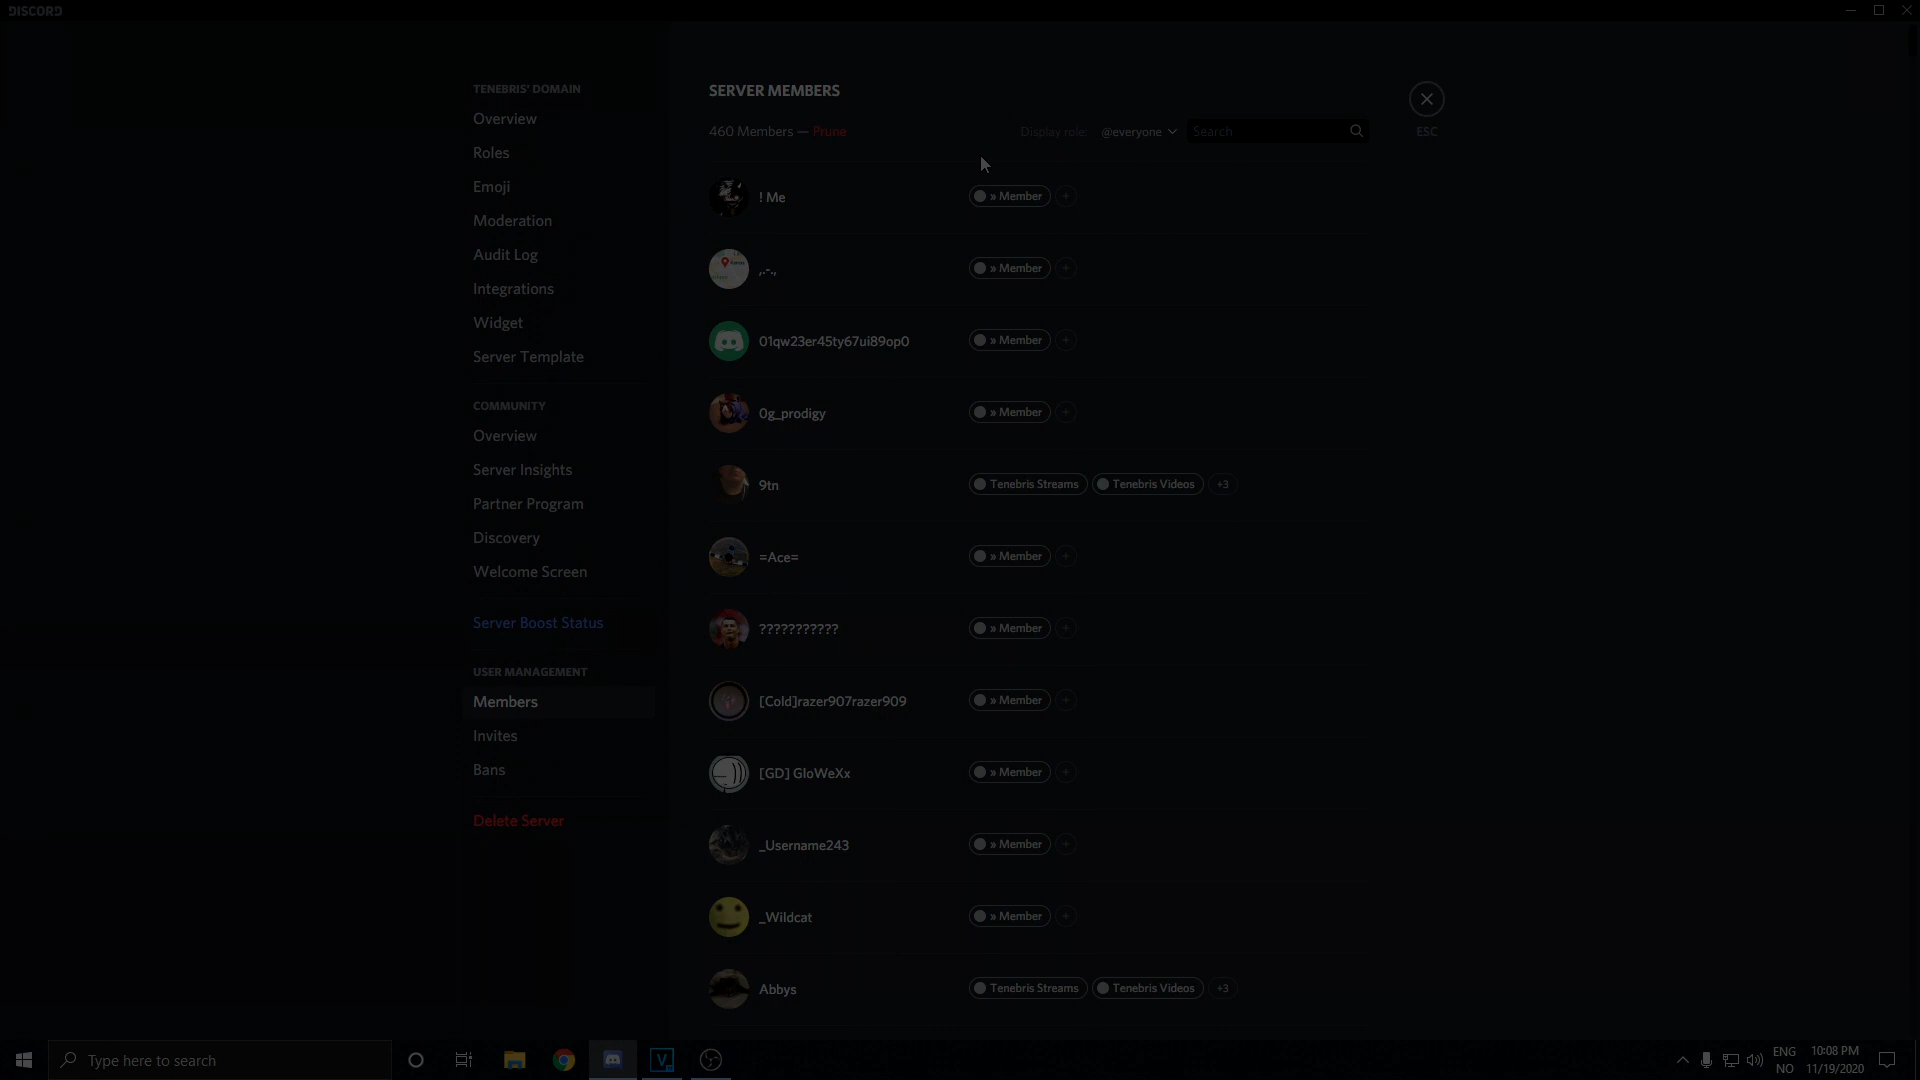 DISCORD
TENEBRIS' DOMAIN
Overview
Roles
Emoji
Moderation
Audit Log
Integrations
Widget
Server Template
COMMUNITY
Overview
Server Insights
Partner Program
Discovery
Welcome Screen
Server Boost Status
USER MANAGEMENT
Members
Invites
Bans
Delete Server
SERVER MEMBERS
460 Members — Prune
Display role: @everyone
Search
ESC
! Me » Member +
,.-., » Member +
01qw23er45ty67ui89op0 » Member +
0g_prodigy » Member +
9tn Tenebris Streams Tenebris Videos +3
=Ace= » Member +
??????????? » Member +
[Cold]razer907razer909 » Member +
[GD] GloWeXx » Member +
_Username243 » Member +
_Wildcat » Member +
Abbys Tenebris Streams Tenebris Videos +3
Type here to search
ENG
NO
10:08 PM
11/19/2020